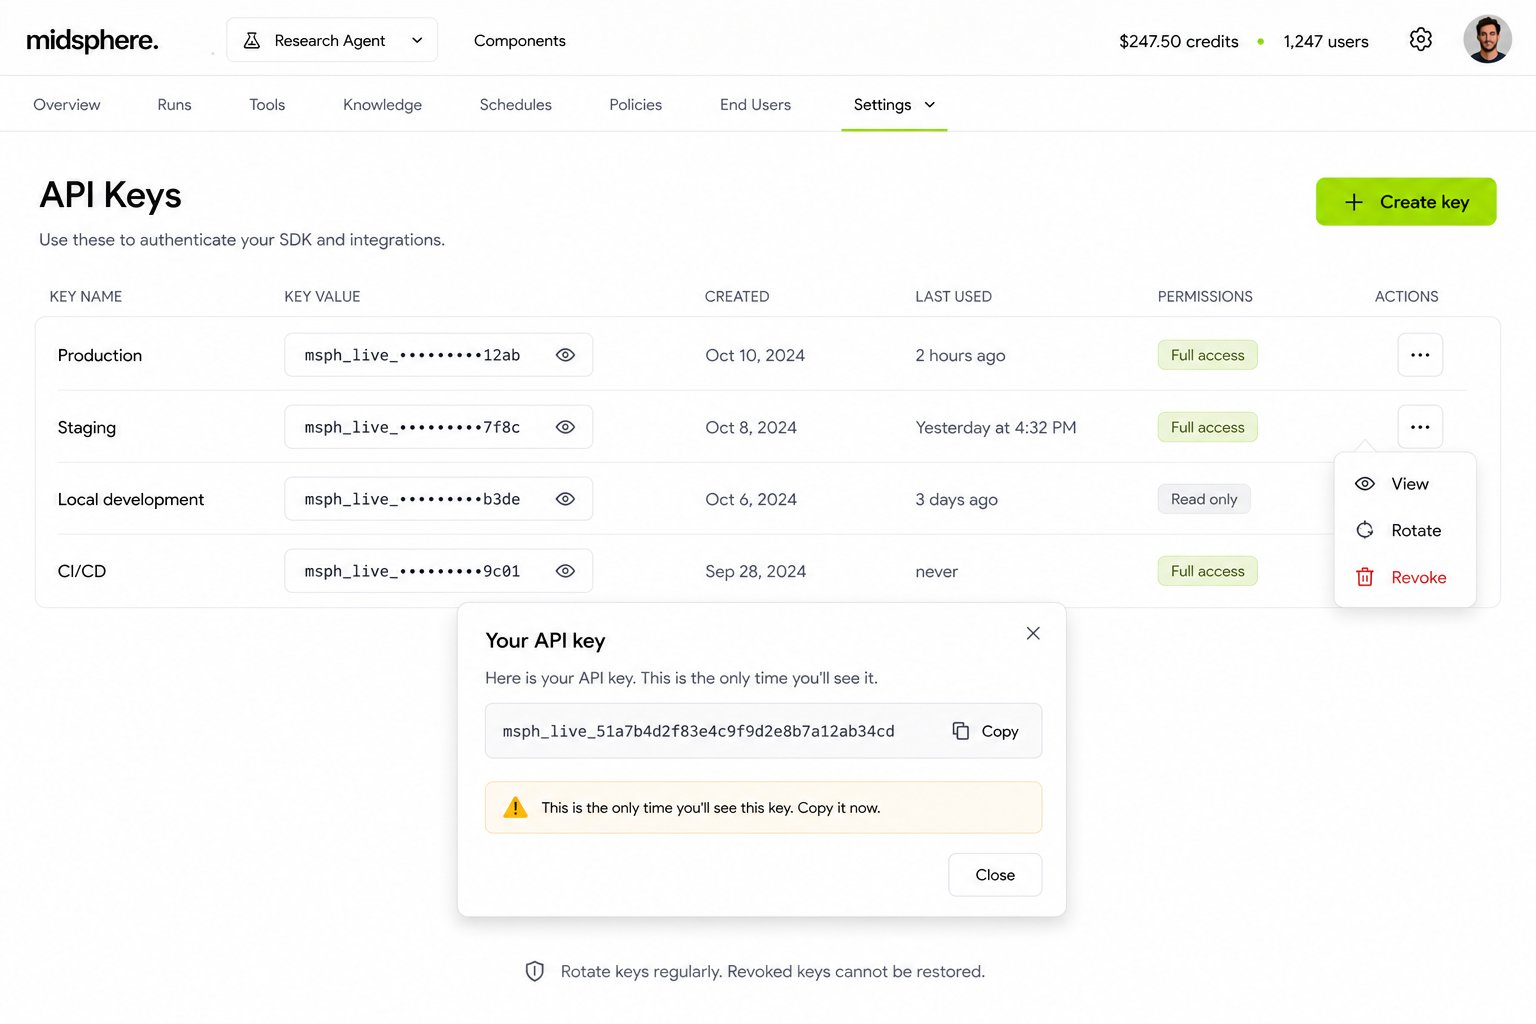 midsphere.
Research Agent
Components
$247.50 credits
1,247 users
Overview
Runs
Tools
Knowledge
Schedules
Policies
End Users
Settings
API Keys
Create key
Use these to authenticate your SDK and integrations.
KEY NAME
KEY VALUE
CREATED
LAST USED
PERMISSIONS
ACTIONS
Production
msph_live_•••••••••12ab
Oct 10, 2024
2 hours ago
Full access
Staging
msph_live_•••••••••7f8c
Oct 8, 2024
Yesterday at 4:32 PM
Full access
Local development
msph_live_•••••••••b3de
Oct 6, 2024
3 days ago
Read only
CI/CD
msph_live_•••••••••9c01
Sep 28, 2024
never
Full access
View
Rotate
Revoke
Your API key
Here is your API key. This is the only time you'll see it.
msph_live_51a7b4d2f83e4c9f9d2e8b7a12ab34cd
Copy
This is the only time you'll see this key. Copy it now.
Close
Rotate keys regularly. Revoked keys cannot be restored.